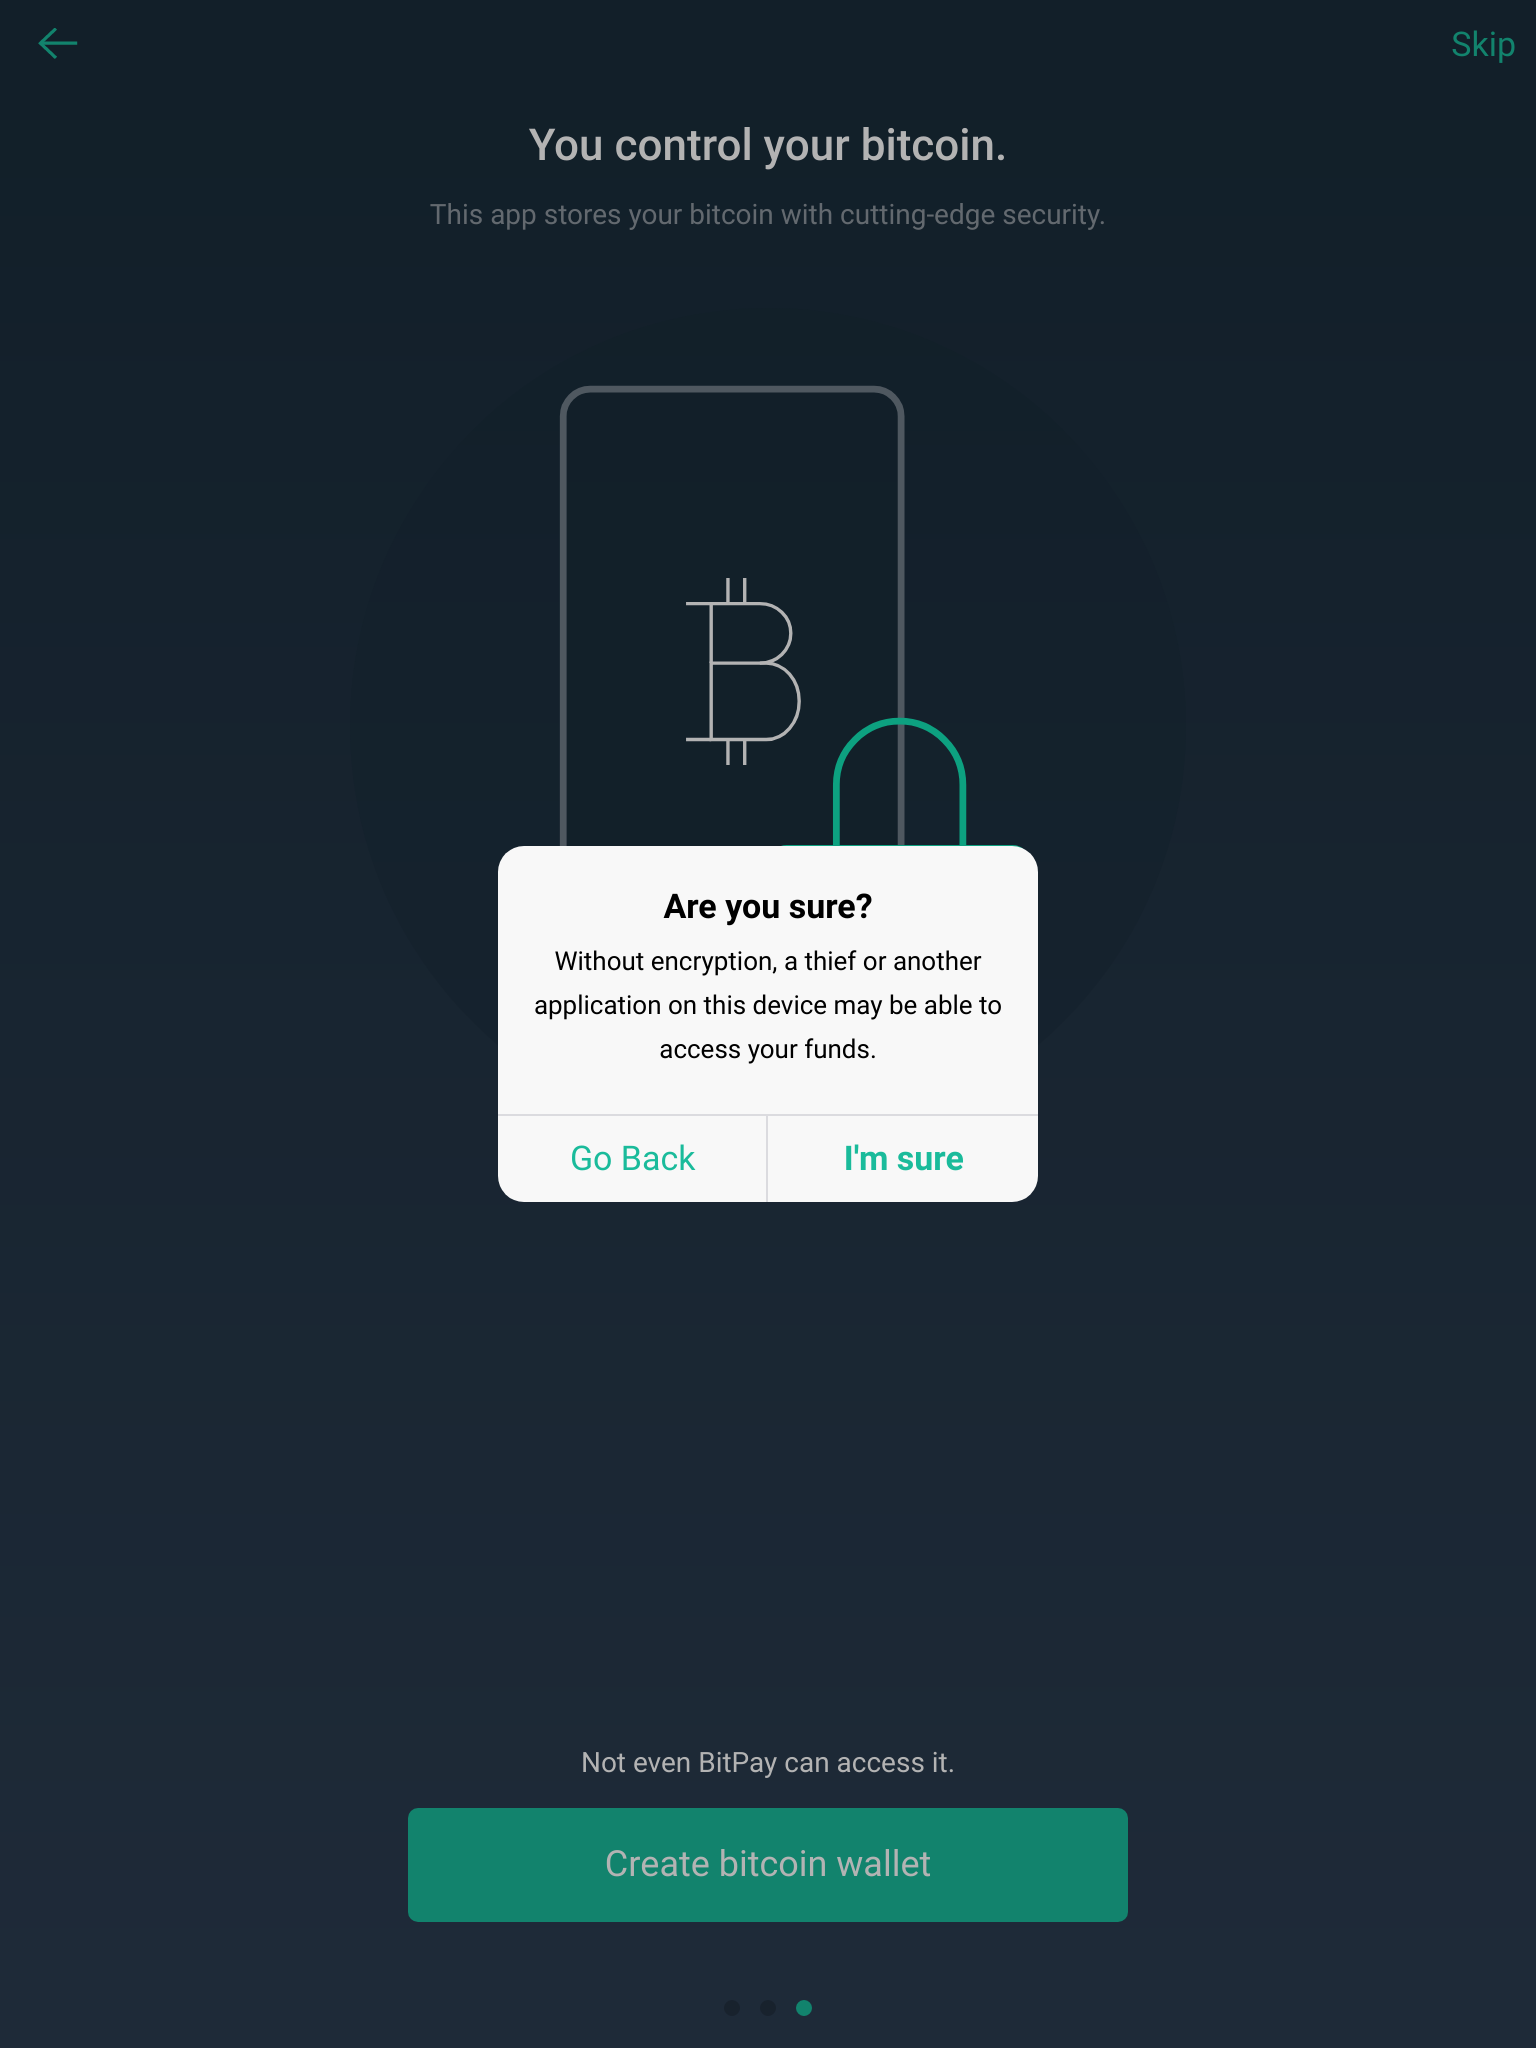 Skip
You control your bitcoin.
This app stores your bitcoin with cutting-edge security.
Are you sure?
Without encryption, a thief or another
application on this device may be able to
access your funds.
Go Back
I'm sure
Not even BitPay can access it.
Create bitcoin wallet